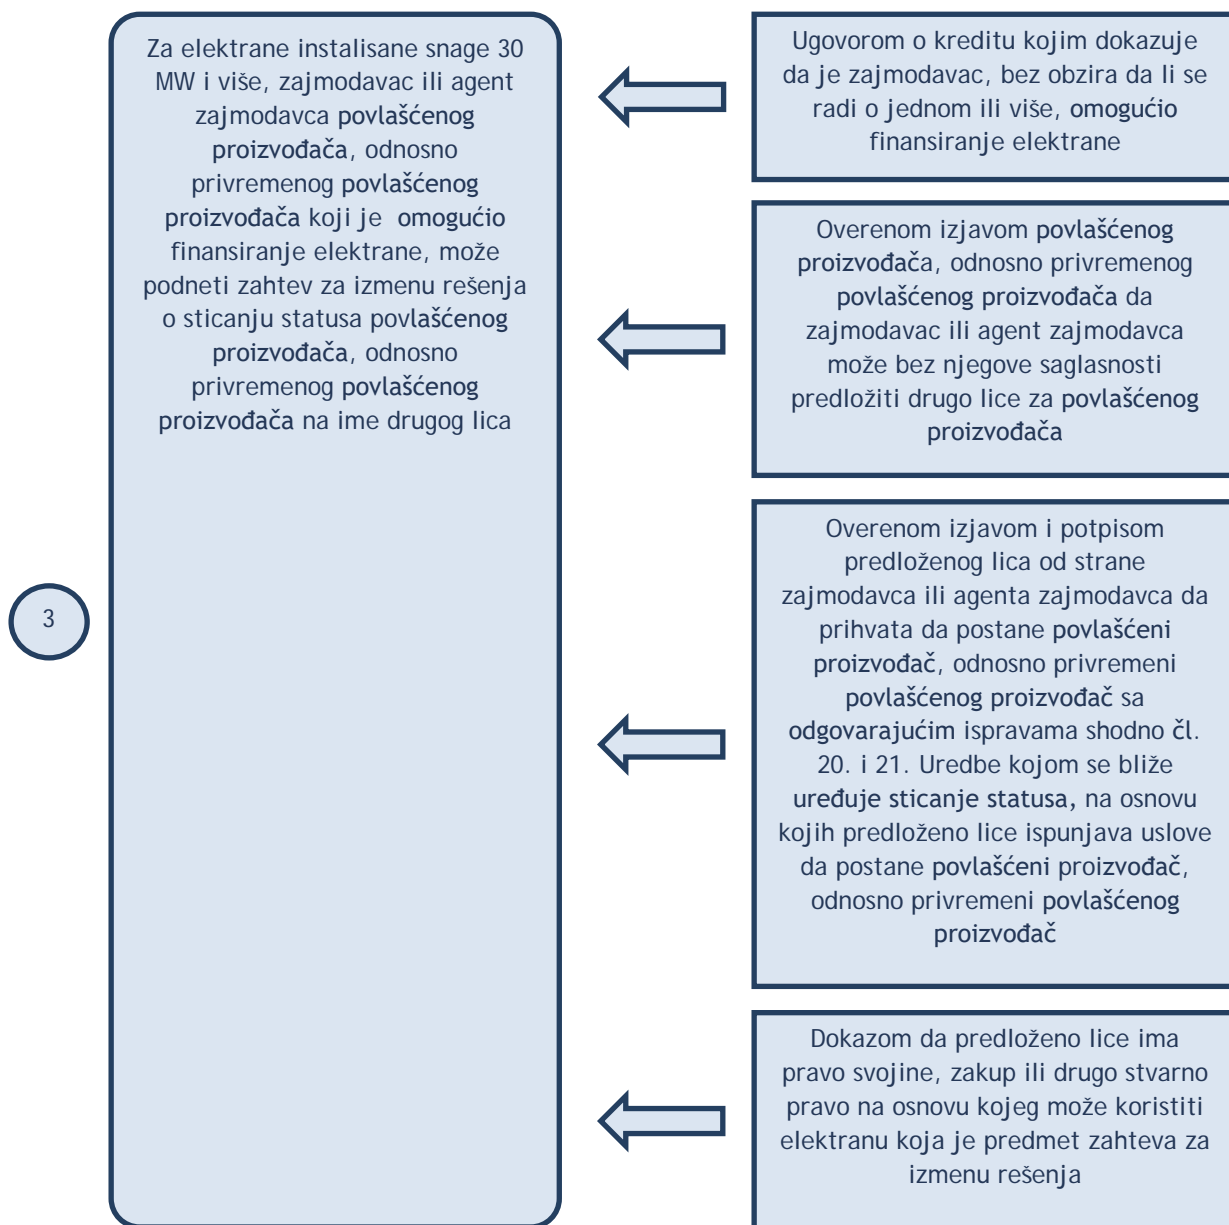 3
Za elektrane instalisane snage 30
MW i više, zajmodavac ili agent
zajmodavca povlašćenog
proizvođača, odnosno
privremenog povlašćenog
proizvođača koji je omogućio
finansiranje elektrane, može
podneti zahtev za izmenu rešenja
o sticanju statusa povlašćenog
proizvođača, odnosno
privremenog povlašćenog
proizvođača na ime drugog lica
Ugovorom o kreditu kojim dokazuje
da je zajmodavac, bez obzira da li se
radi o jednom ili više, omogućio
finansiranje elektrane
Overenom izjavom povlašćenog
proizvođača, odnosno privremenog
povlašćenog proizvođača da
zajmodavac ili agent zajmodavca
može bez njegove saglasnosti
predložiti drugo lice za povlašćenog
proizvođača
Overenom izjavom i potpisom
predloženog lica od strane
zajmodavca ili agenta zajmodavca da
prihvata da postane povlašćeni
proizvođač, odnosno privremeni
povlašćenog proizvođač sa
odgovarajućim ispravama shodno čl.
20. i 21. Uredbe kojom se bliže
uređuje sticanje statusa, na osnovu
kojih predloženo lice ispunjava uslove
da postane povlašćeni proizvođač,
odnosno privremeni povlašćenog
proizvođač
Dokazom da predloženo lice ima
pravo svojine, zakup ili drugo stvarno
pravo na osnovu kojeg može koristiti
elektranu koja je predmet zahteva za
izmenu rešenja